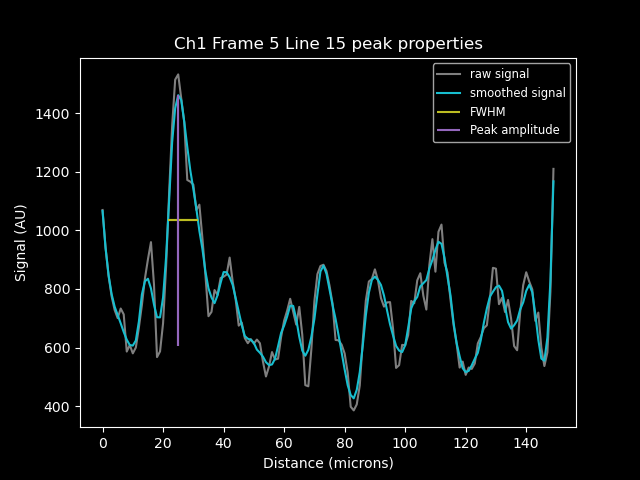 Ch1 Frame 5 Line 15 peak properties
raw signal
smoothed signal
FWHM
Peak amplitude
Signal (AU)
1400
1200
1000
800
600
400
0 20 40 60 80 100 120 140
Distance (microns)